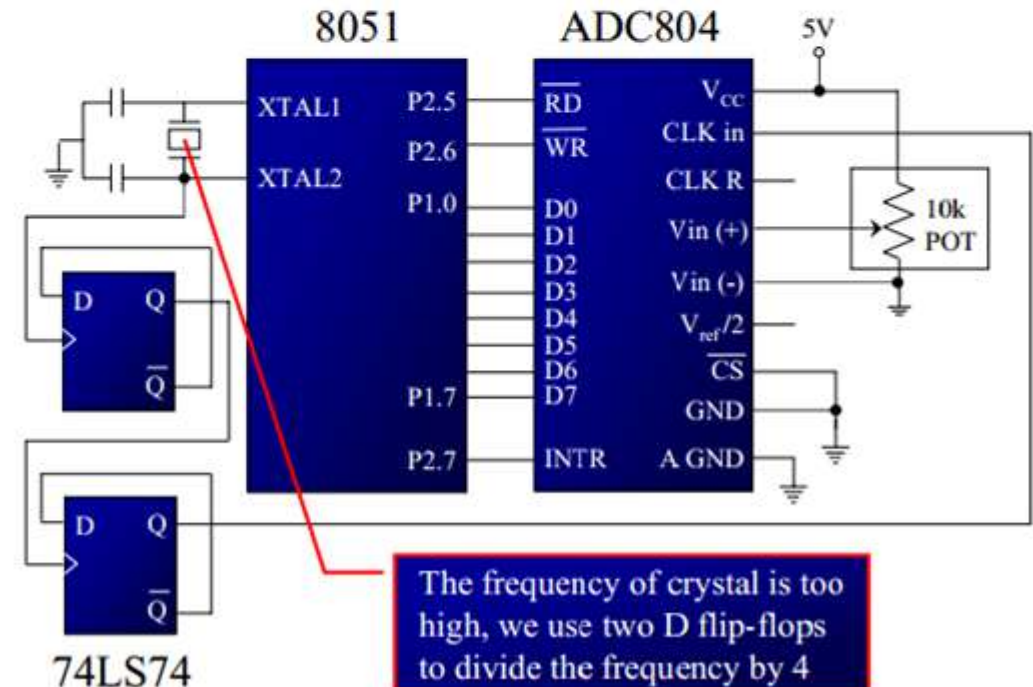 8051
ADC804
5V
XTAL1
XTAL2
P2.5
P2.6
P1.0
P1.7
P2.7
RD
WR
D0
D1
D2
D3
D4
D5
D6
D7
INTR
VCC
CLK in
CLK R
Vin (+)
Vin (-)
Vref/2
CS
GND
A GND
10k
POT
D Q
Q
D Q
Q
74LS74
The frequency of crystal is too
high, we use two D flip-flops
to divide the frequency by 4